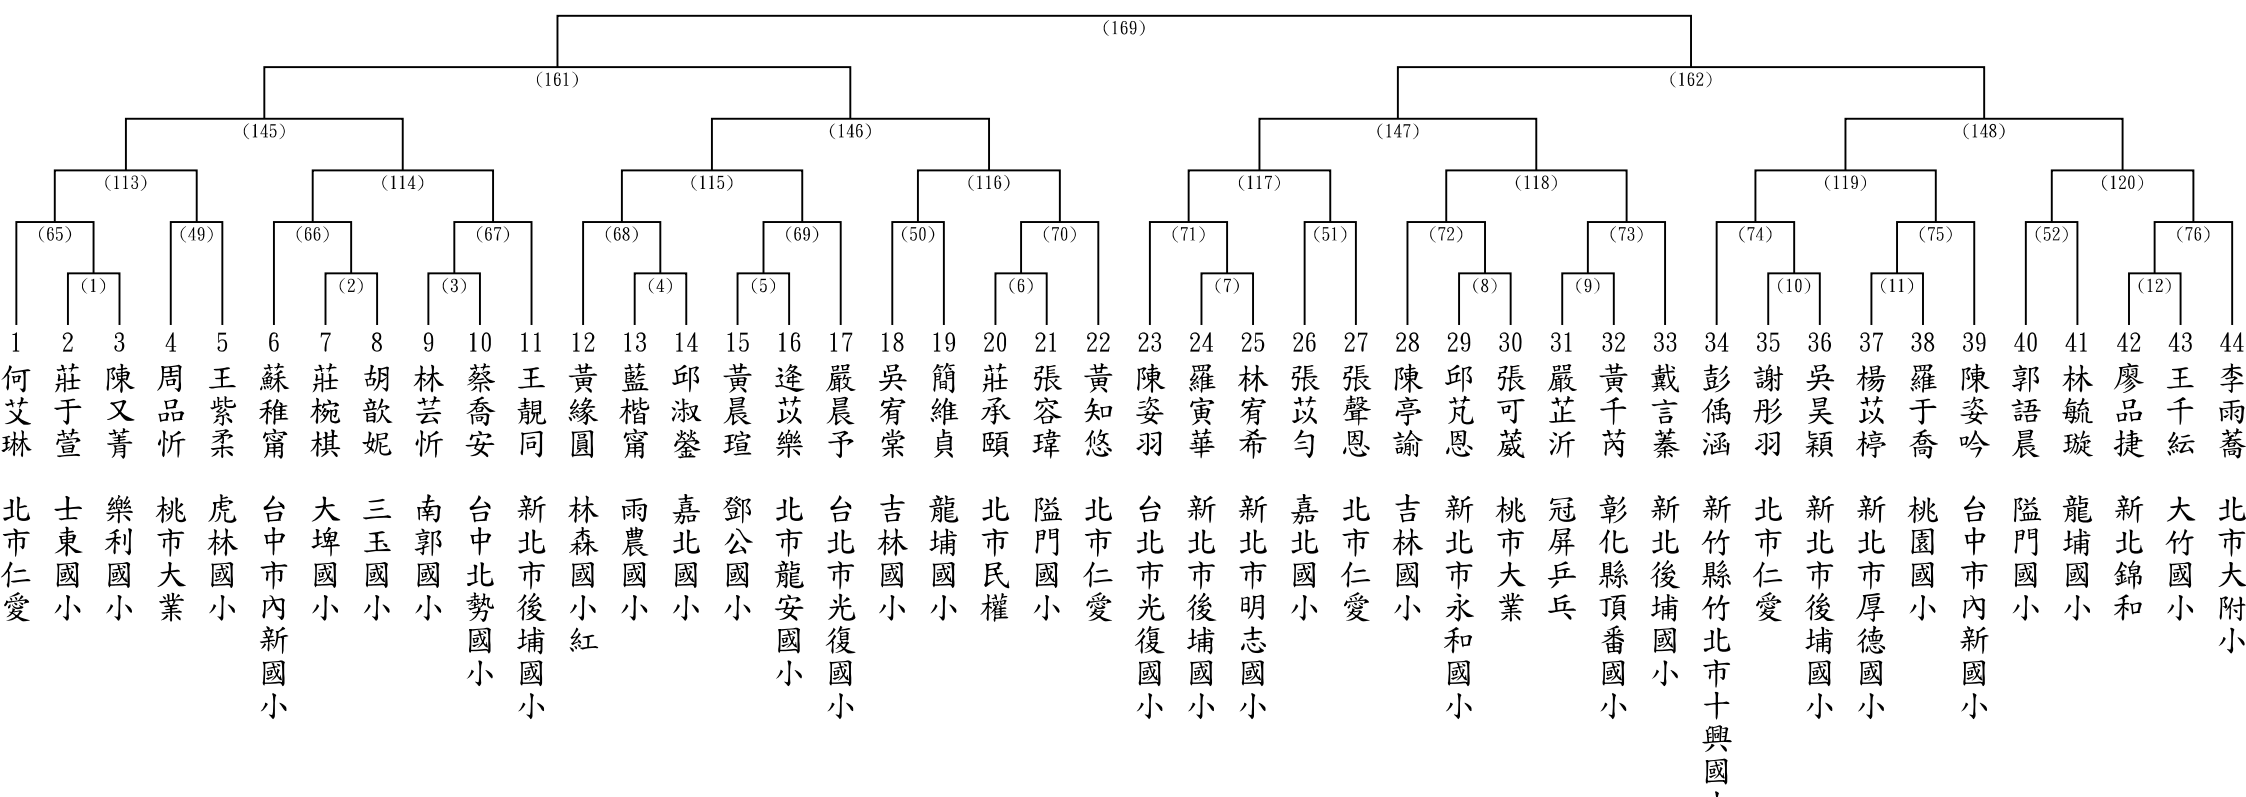 (169)
(161) (162)
(145) (146) (147) (148)
(113) (114) (115) (116) (117) (118) (119) (120)
(65) (49) (66) (67) (68) (69) (50) (70) (71) (51) (72) (73) (74) (75) (52) (76)
(1) (2) (3) (4) (5) (6) (7) (8) (9) (10) (11) (12)
1 何艾琳 北市仁愛
2 莊于萱 士東國小
3 陳又菁 樂利國小
4 周品忻 桃市大業
5 王紫柔 虎林國小
6 蘇稚甯 台中市內新國小
7 莊椀棋 大埤國小
8 胡歆妮 三玉國小
9 林芸忻 南郭國小
10 蔡喬安 台中北勢國小
11 王靚同 新北市後埔國小
12 黃緣圓 林森國小紅
13 藍楷甯 雨農國小
14 邱淑鎣 嘉北國小
15 黃晨瑄 鄧公國小
16 逄苡樂 北市龍安國小
17 嚴晨予 台北市光復國小
18 吳宥棠 吉林國小
19 簡維貞 龍埔國小
20 莊承頤 北市民權
21 張容瑋 隘門國小
22 黃知悠 北市仁愛
23 陳姿羽 台北市光復國小
24 羅寅華 新北市後埔國小
25 林宥希 新北市明志國小
26 張苡勻 嘉北國小
27 張聲恩 北市仁愛
28 陳亭諭 吉林國小
29 邱芃恩 新北市永和國小
30 張可葳 桃市大業
31 嚴芷沂 冠屏乒乓
32 黃千芮 彰化縣頂番國小
33 戴言蓁 新北後埔國小
34 彭僑涵 新竹縣竹北市十興國
35 謝彤羽 北市仁愛
36 吳昊穎 新北市後埔國小
37 楊苡楟 新北市厚德國小
38 羅于喬 桃園國小
39 陳姿吟 台中市內新國小
40 郭語晨 隘門國小
41 林毓璇 龍埔國小
42 廖品捷 新北錦和
43 王千紜 大竹國小
44 李雨蕎 北市大附小